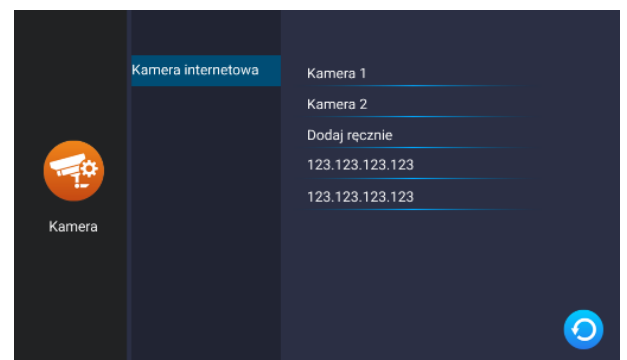 Kamera
Kamera internetowa
Kamera 1
Kamera 2
Dodaj ręcznie
123.123.123.123
123.123.123.123